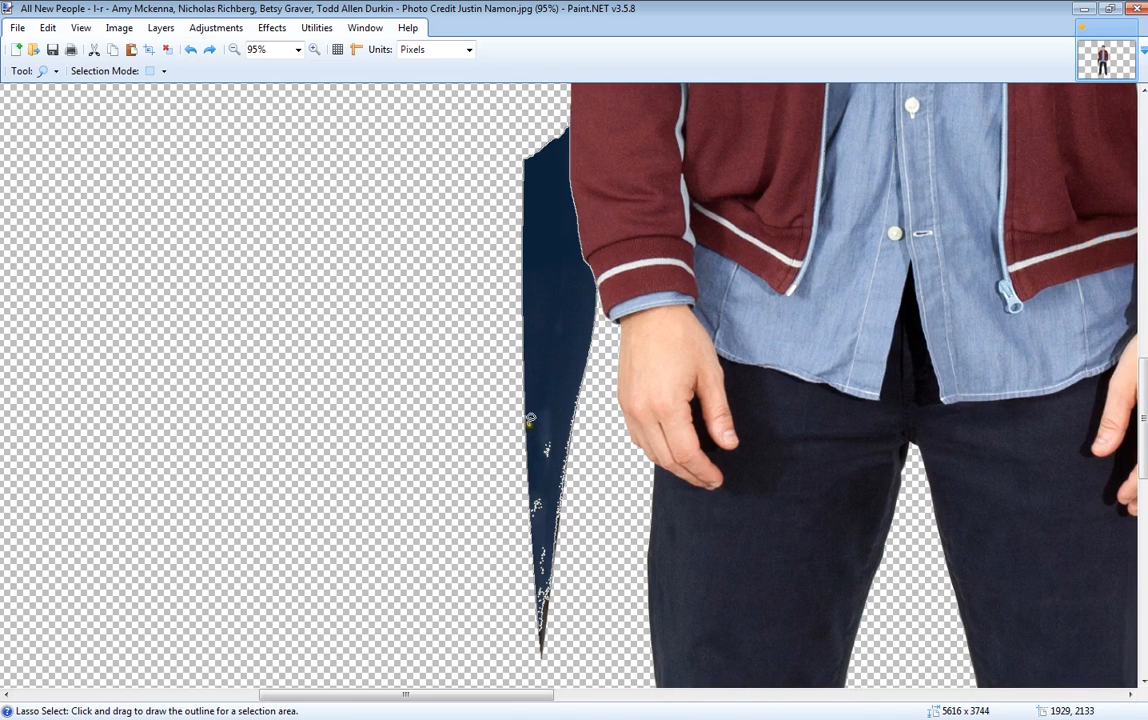 All New People - l-r - Amy Mckenna, Nicholas Richberg, Betsy Graver, Todd Allen Durkin - Photo Credit Justin Namon.jpg (95%) - Paint.NET v3.5.8
File Edit View Image Layers Adjustments Effects Utilities Window Help
95% Units: Pixels
Tool: Selection Mode:
Lasso Select: Click and drag to draw the outline for a selection area. 5616 x 3744 1929, 2133